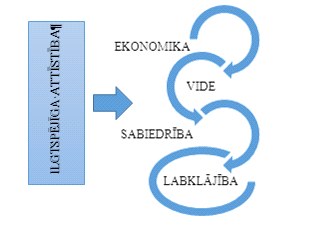 ILGTSPĒJĪGA·ATTĪSTĪBA¶
EKONOMIKA
VIDE
SABIEDRĪBA
LABKLĀJĪBA